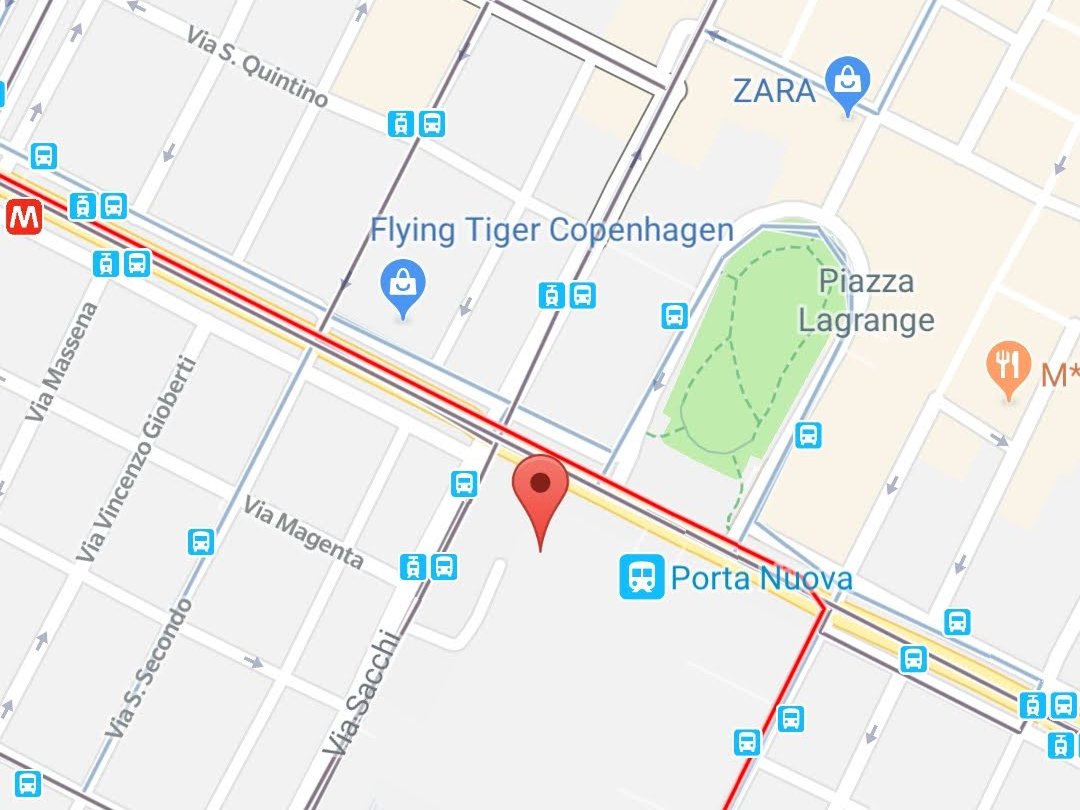 Via S. Quintino
ZARA
Flying Tiger Copenhagen
M
Piazza
Lagrange
M*
Via Massena
Via Vincenzo Gioberti
Via Magenta
Porta Nuova
Via S. Secondo
Via Sacchi